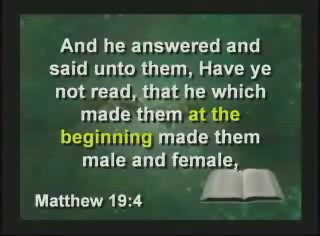 And he answered and
said unto them, Have ye
not read, that he which
made them at the
beginning made them
male and female,
Matthew 19:4